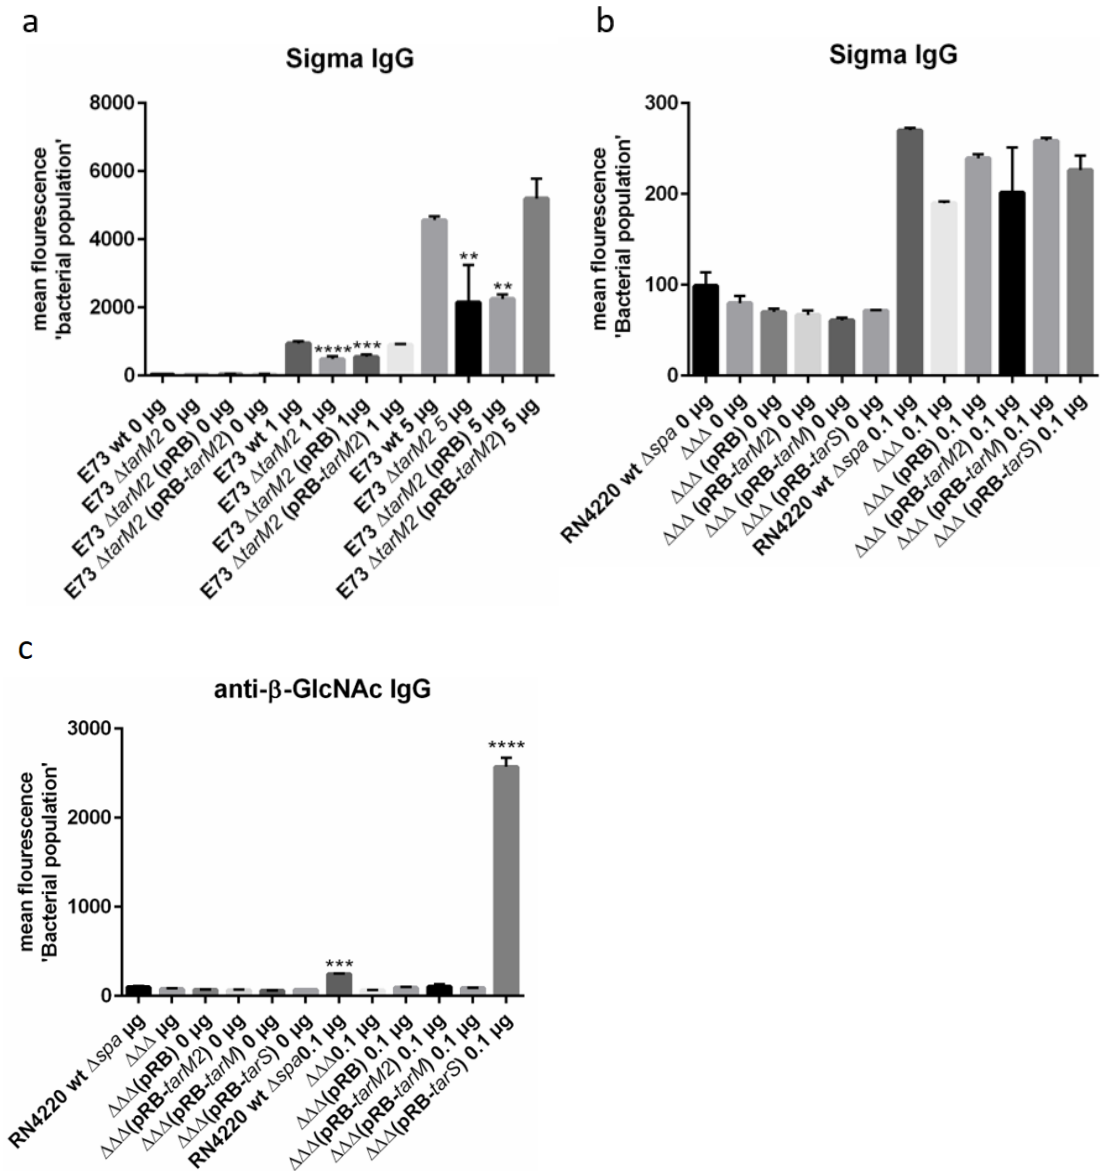 a
Sigma IgG
mean flourescence
'bacterial population'
8000
6000
4000
2000
0
**
**
****
***
E73 wt 0 µg
E73 ΔtarM2 0 µg
E73 ΔtarM2 (pRB) 0 µg
E73 ΔtarM2 (pRB-tarM2) 0 µg
E73 wt 1 µg
E73 ΔtarM2 1 µg
E73 ΔtarM2 (pRB) 1µg
E73 ΔtarM2 (pRB-tarM2) 1 µg
E73 wt 5 µg
E73 ΔtarM2 5 µg
E73 ΔtarM2 (pRB) 5 µg
E73 ΔtarM2 (pRB-tarM2) 5 µg
b
Sigma IgG
mean flourescence
'Bacterial population'
300
200
100
0
RN4220 wt Δspa 0 µg
ΔΔΔ 0 µg
ΔΔΔ (pRB) 0 µg
ΔΔΔ (pRB-tarM2) 0 µg
ΔΔΔ (pRB-tarM) 0 µg
ΔΔΔ (pRB-tarS) 0 µg
RN4220 wt Δspa 0.1 µg
ΔΔΔ 0.1 µg
ΔΔΔ (pRB) 0.1 µg
ΔΔΔ (pRB-tarM2) 0.1 µg
ΔΔΔ (pRB-tarM) 0.1 µg
ΔΔΔ (pRB-tarS) 0.1 µg
c
anti-β-GlcNAc IgG
mean flourescence
'Bacterial population'
3000
2000
1000
0
***
****
RN4220 wt Δspa µg
ΔΔΔ µg
ΔΔΔ(pRB) 0 µg
ΔΔΔ(pRB-tarM2) 0 µg
ΔΔΔ(pRB-tarM) 0 µg
ΔΔΔ(pRB-tarS) 0 µg
RN4220 wt Δspa0.1 µg
ΔΔΔ0.1 µg
ΔΔΔ(pRB) 0.1 µg
ΔΔΔ(pRB-tarM2) 0.1 µg
ΔΔΔ(pRB-tarM) 0.1 µg
ΔΔΔ(pRB-tarS) 0.1 µg